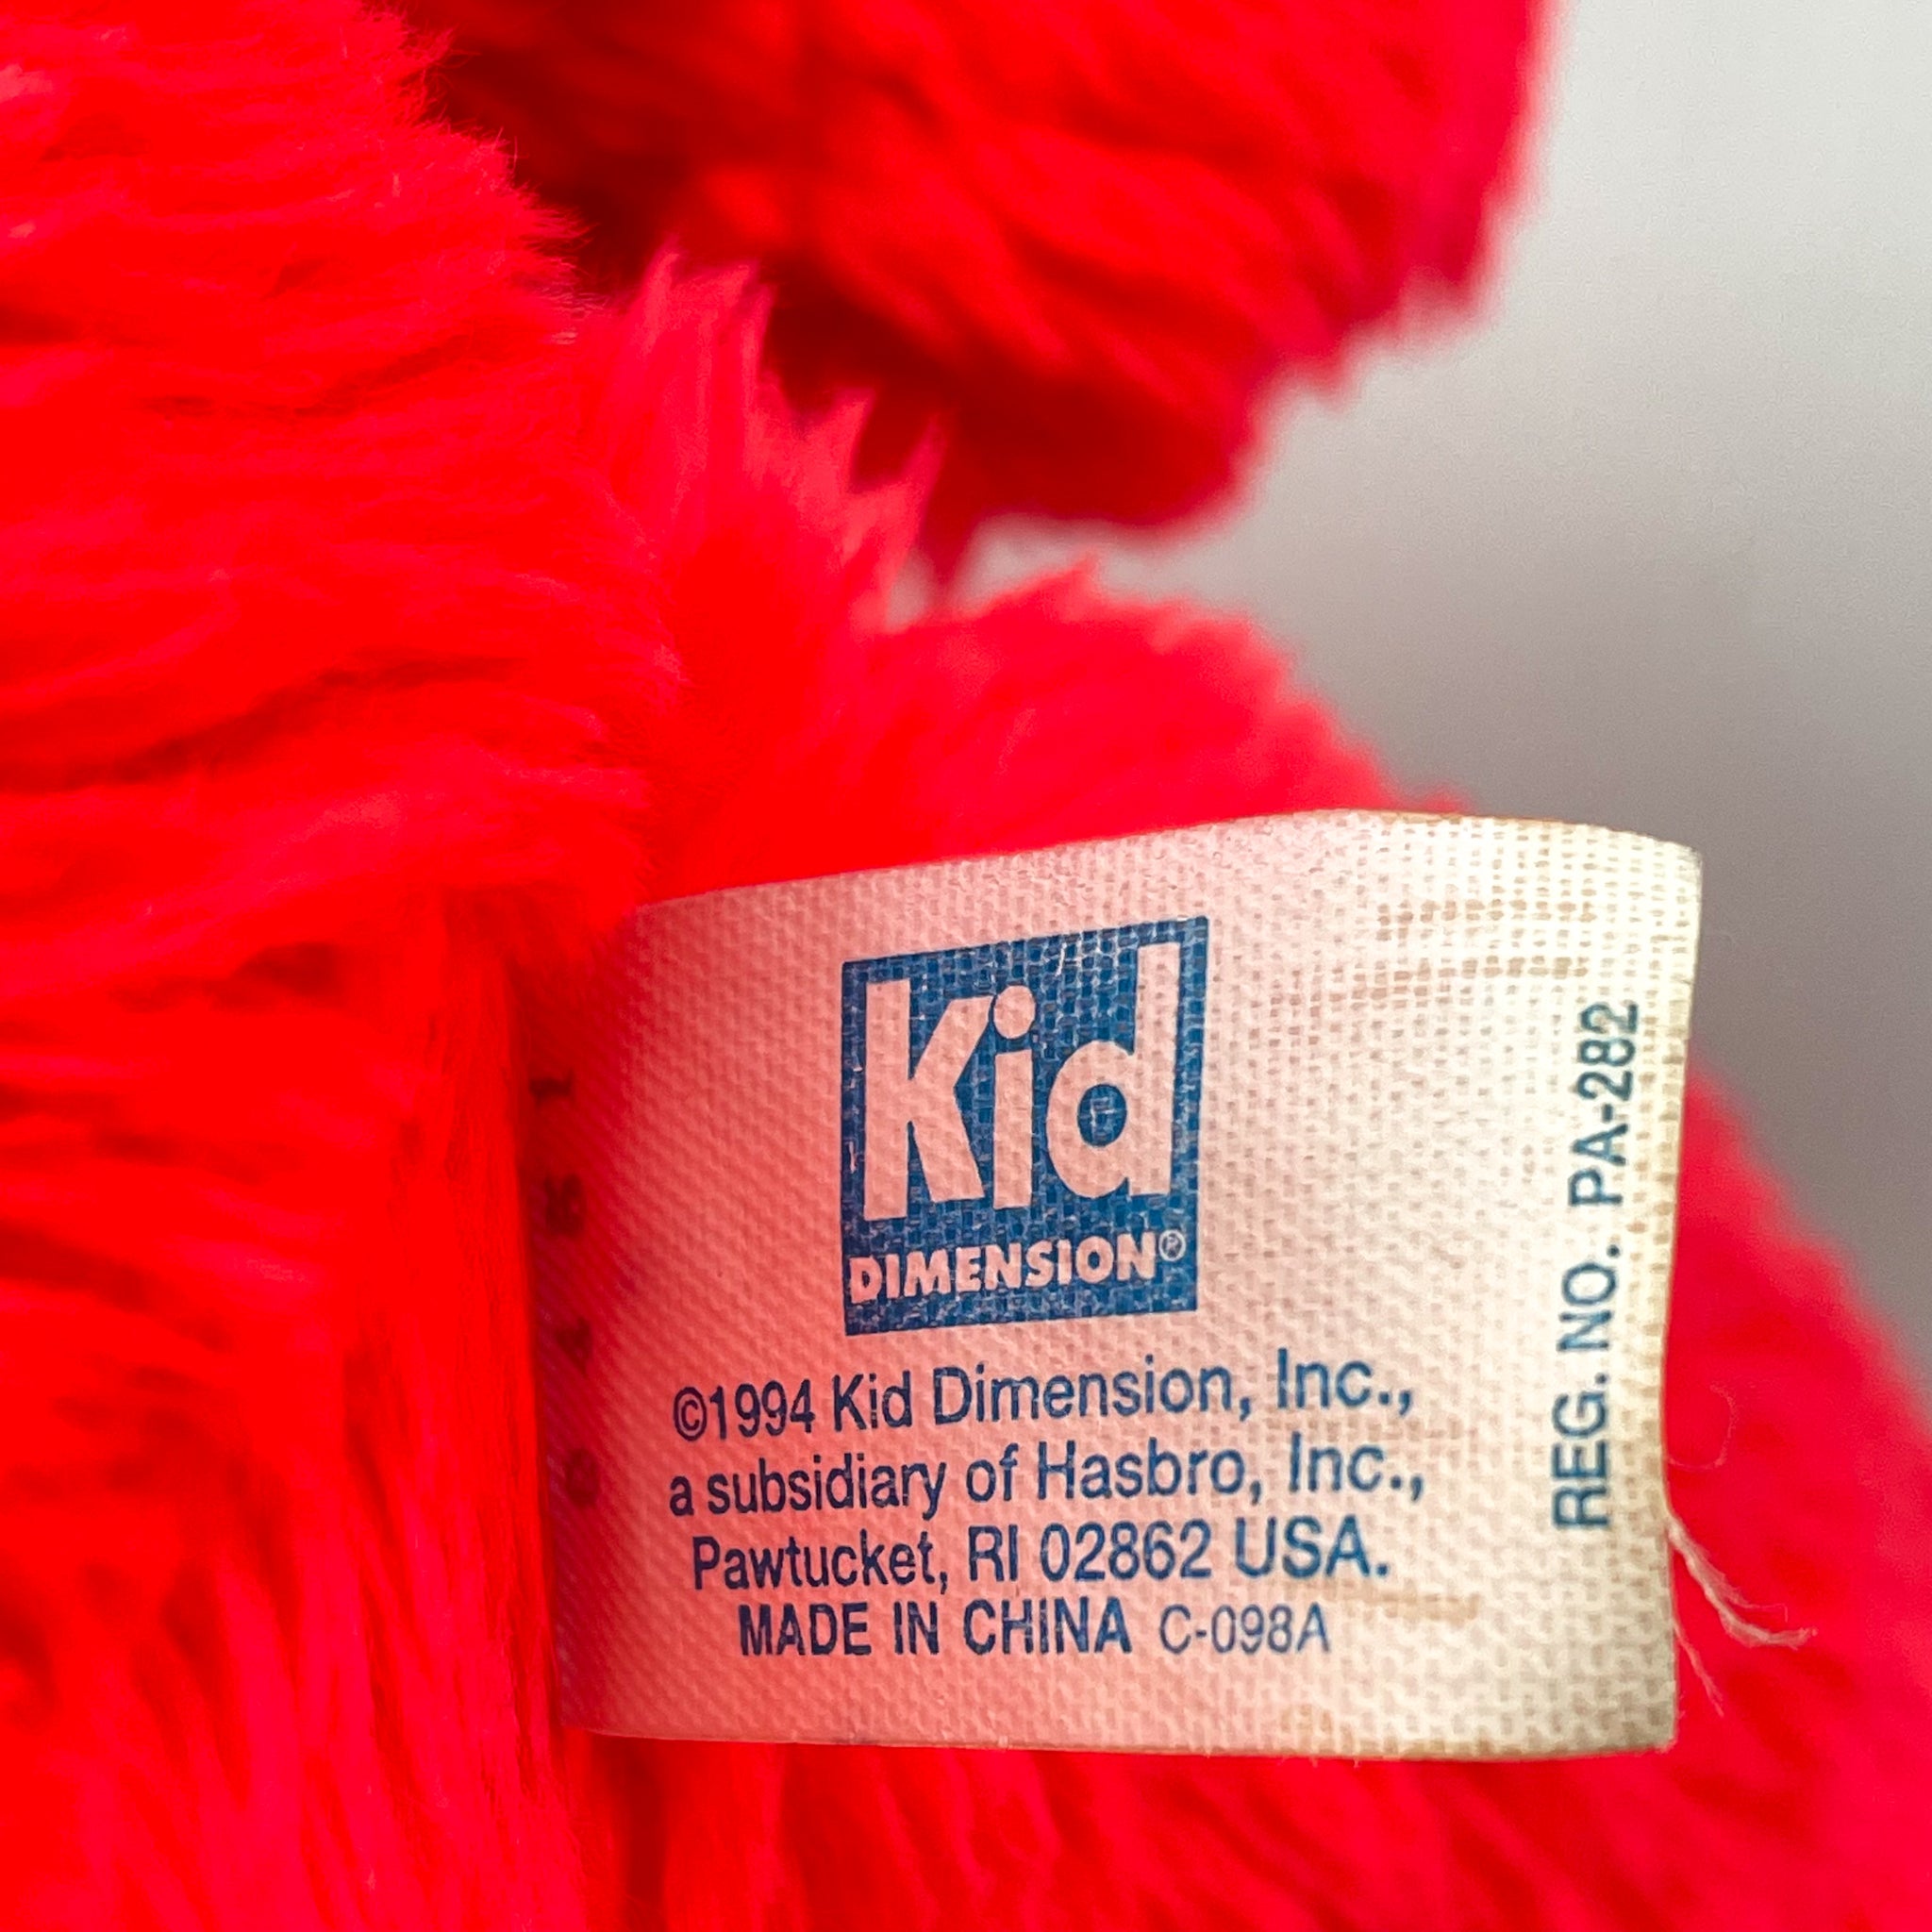 Kid
DIMENSION®
©1994 Kid Dimension, Inc.,
a subsidiary of Hasbro, Inc.,
Pawtucket, RI 02862 USA.
MADE IN CHINA C-098A
REG. NO. PA-282